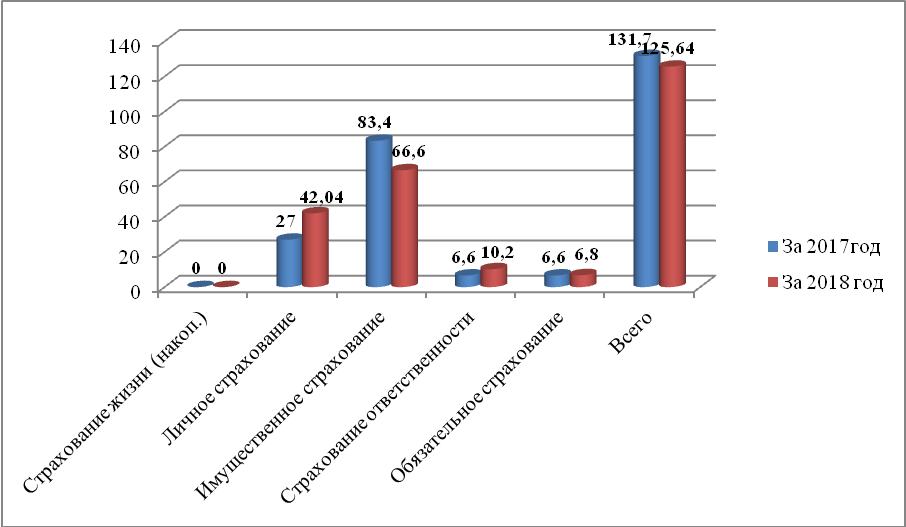 140
120
100
80
60
40
20
0
0
0
27
42,04
83,4
66,6
6,6
10,2
6,6
6,8
131,7
125,64
Страхование жизни (накоп.)
Личное страхование
Имущественное страхование
Страхование ответственности
Обязательное страхование
Всего
За 2017год
За 2018 год